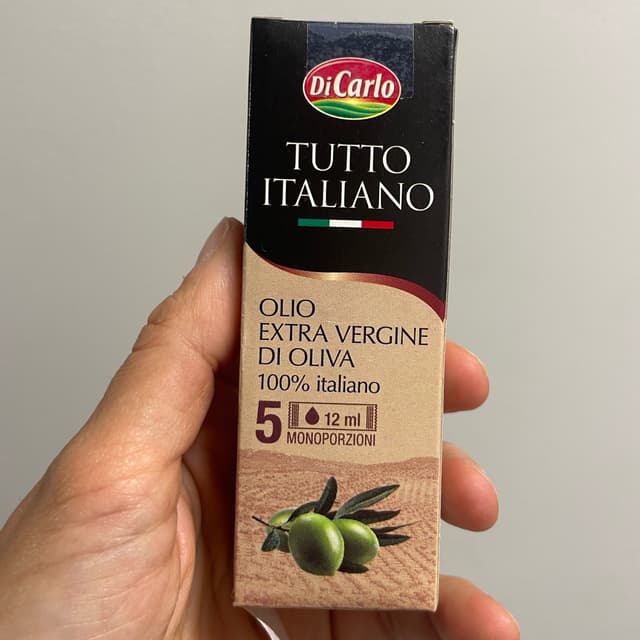 DiCarlo
TUTTO
ITALIANO
OLIO
EXTRA VERGINE
DI OLIVA
100% italiano
5 12 ml
MONOPORZIONI